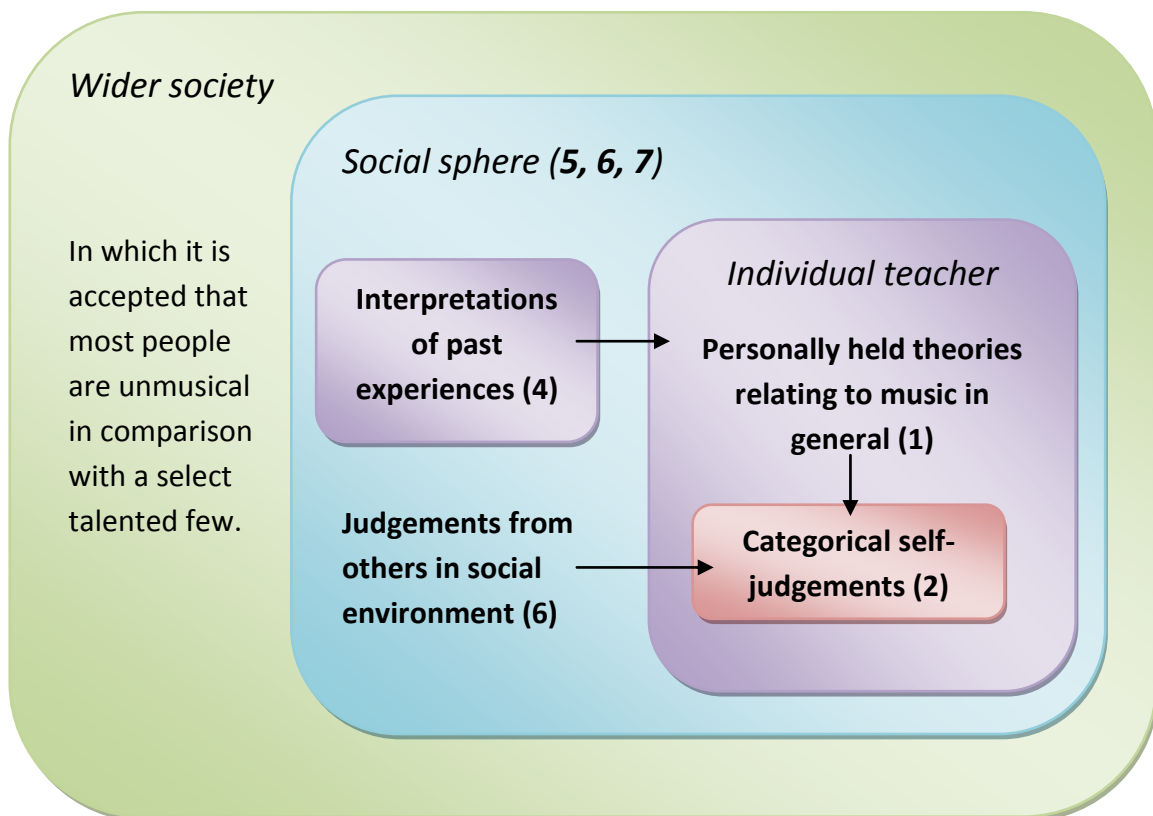 Wider society
Social sphere (5, 6, 7)
In which it is
accepted that
most people
are unmusical
in comparison
with a select
talented few.
Interpretations
of past
experiences (4)
Judgements from
others in social
environment (6)
Individual teacher
Personally held theories
relating to music in
general (1)
Categorical self-
judgements (2)